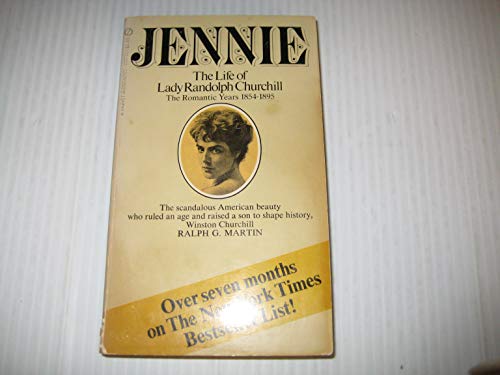 JENNIE
The Life of
Lady Randolph Churchill
The Romantic Years 1854-1895
The scandalous American beauty
who ruled an age and raised a son to shape history,
Winston Churchill
RALPH G. MARTIN
Over seven months
on The New York Times
Bestseller List!